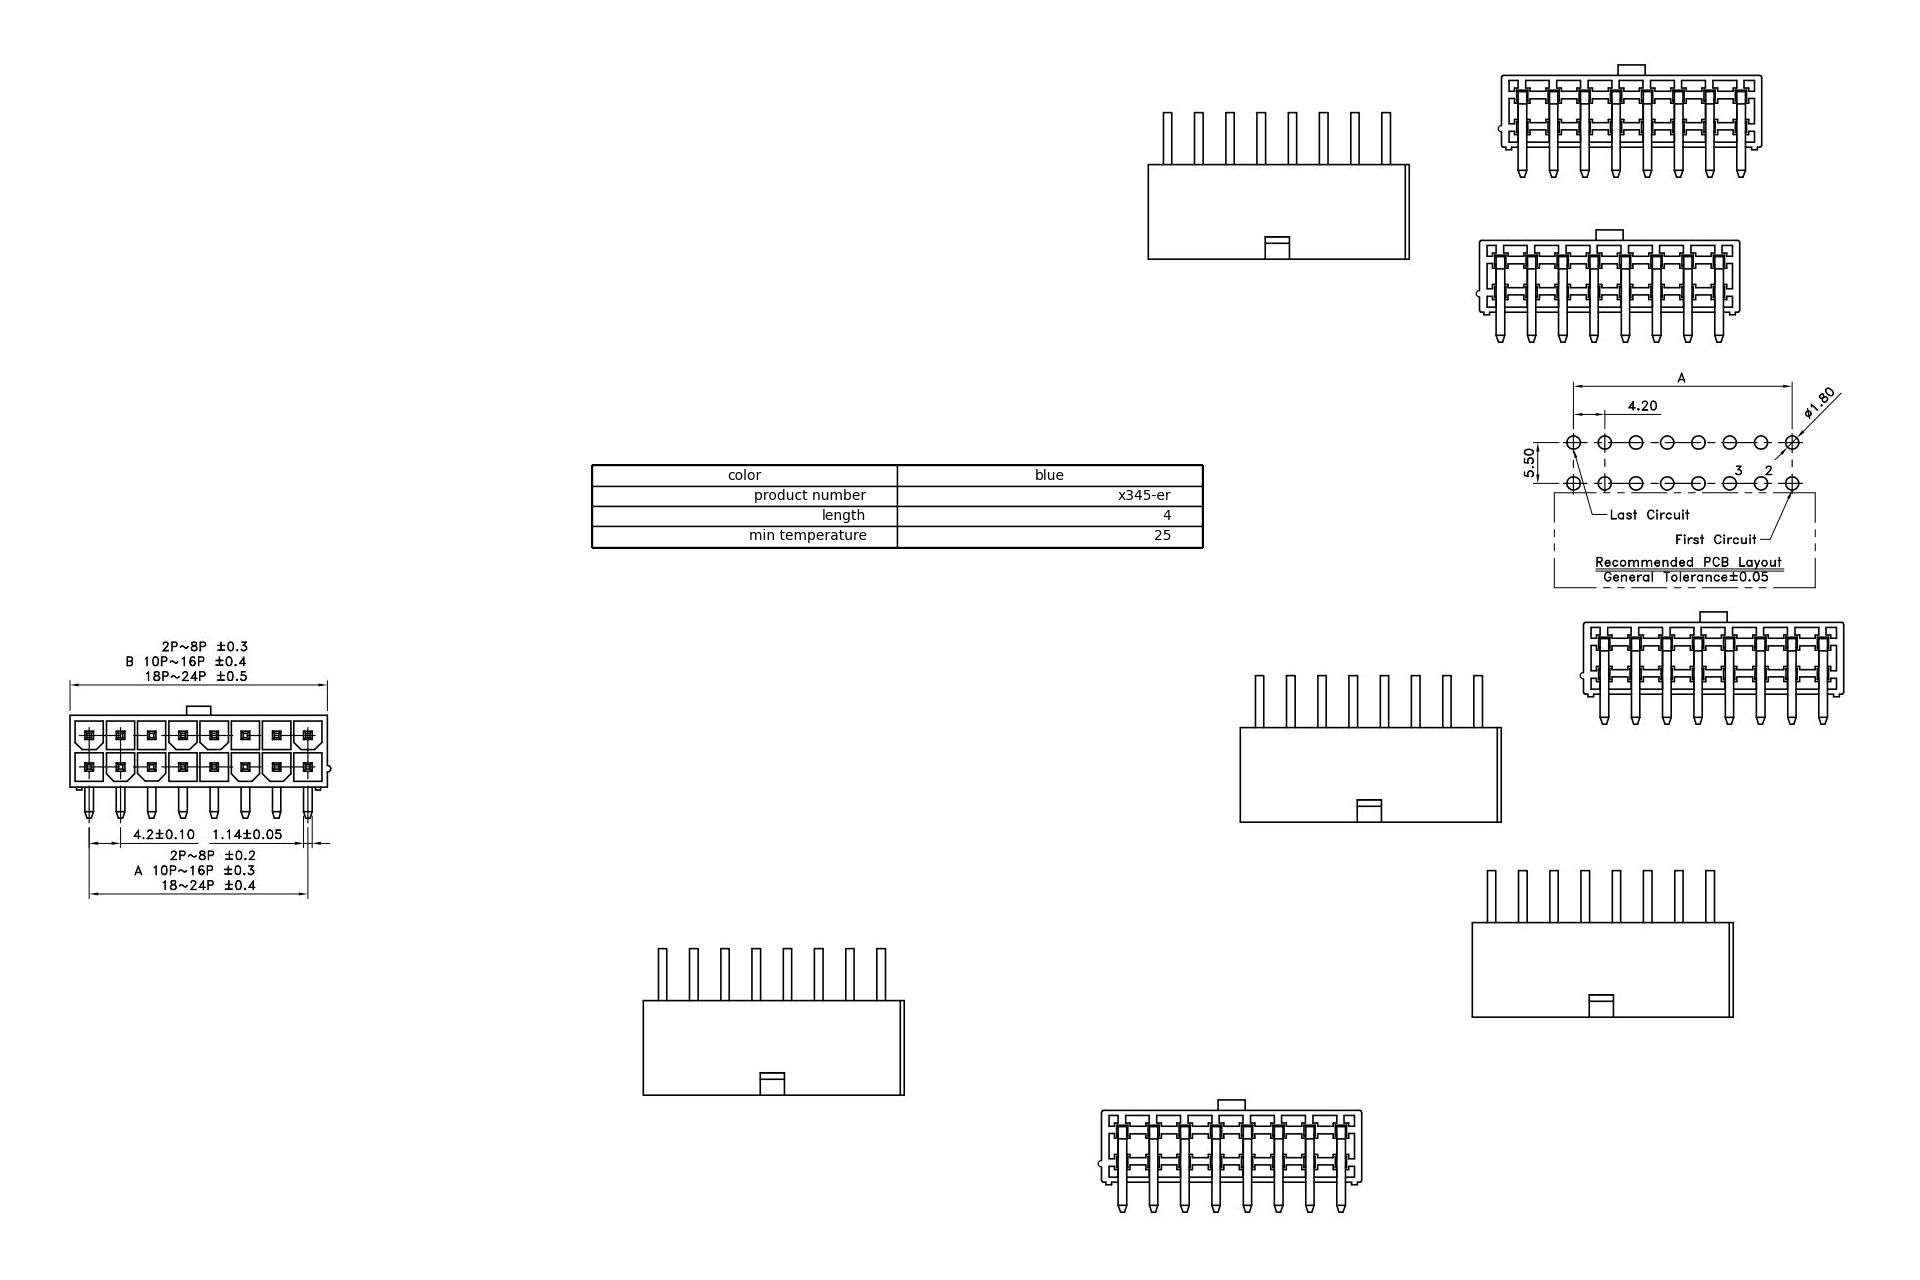 A
4.20
ø1.80
5.50
3 2
Last Circuit
First Circuit
Recommended PCB Layout
General Tolerance±0.05
color blue
product number x345-er
length 4
min temperature 25
2P~8P ±0.3
B 10P~16P ±0.4
18P~24P ±0.5
4.2±0.10 1.14±0.05
2P~8P ±0.2
A 10P~16P ±0.3
18~24P ±0.4